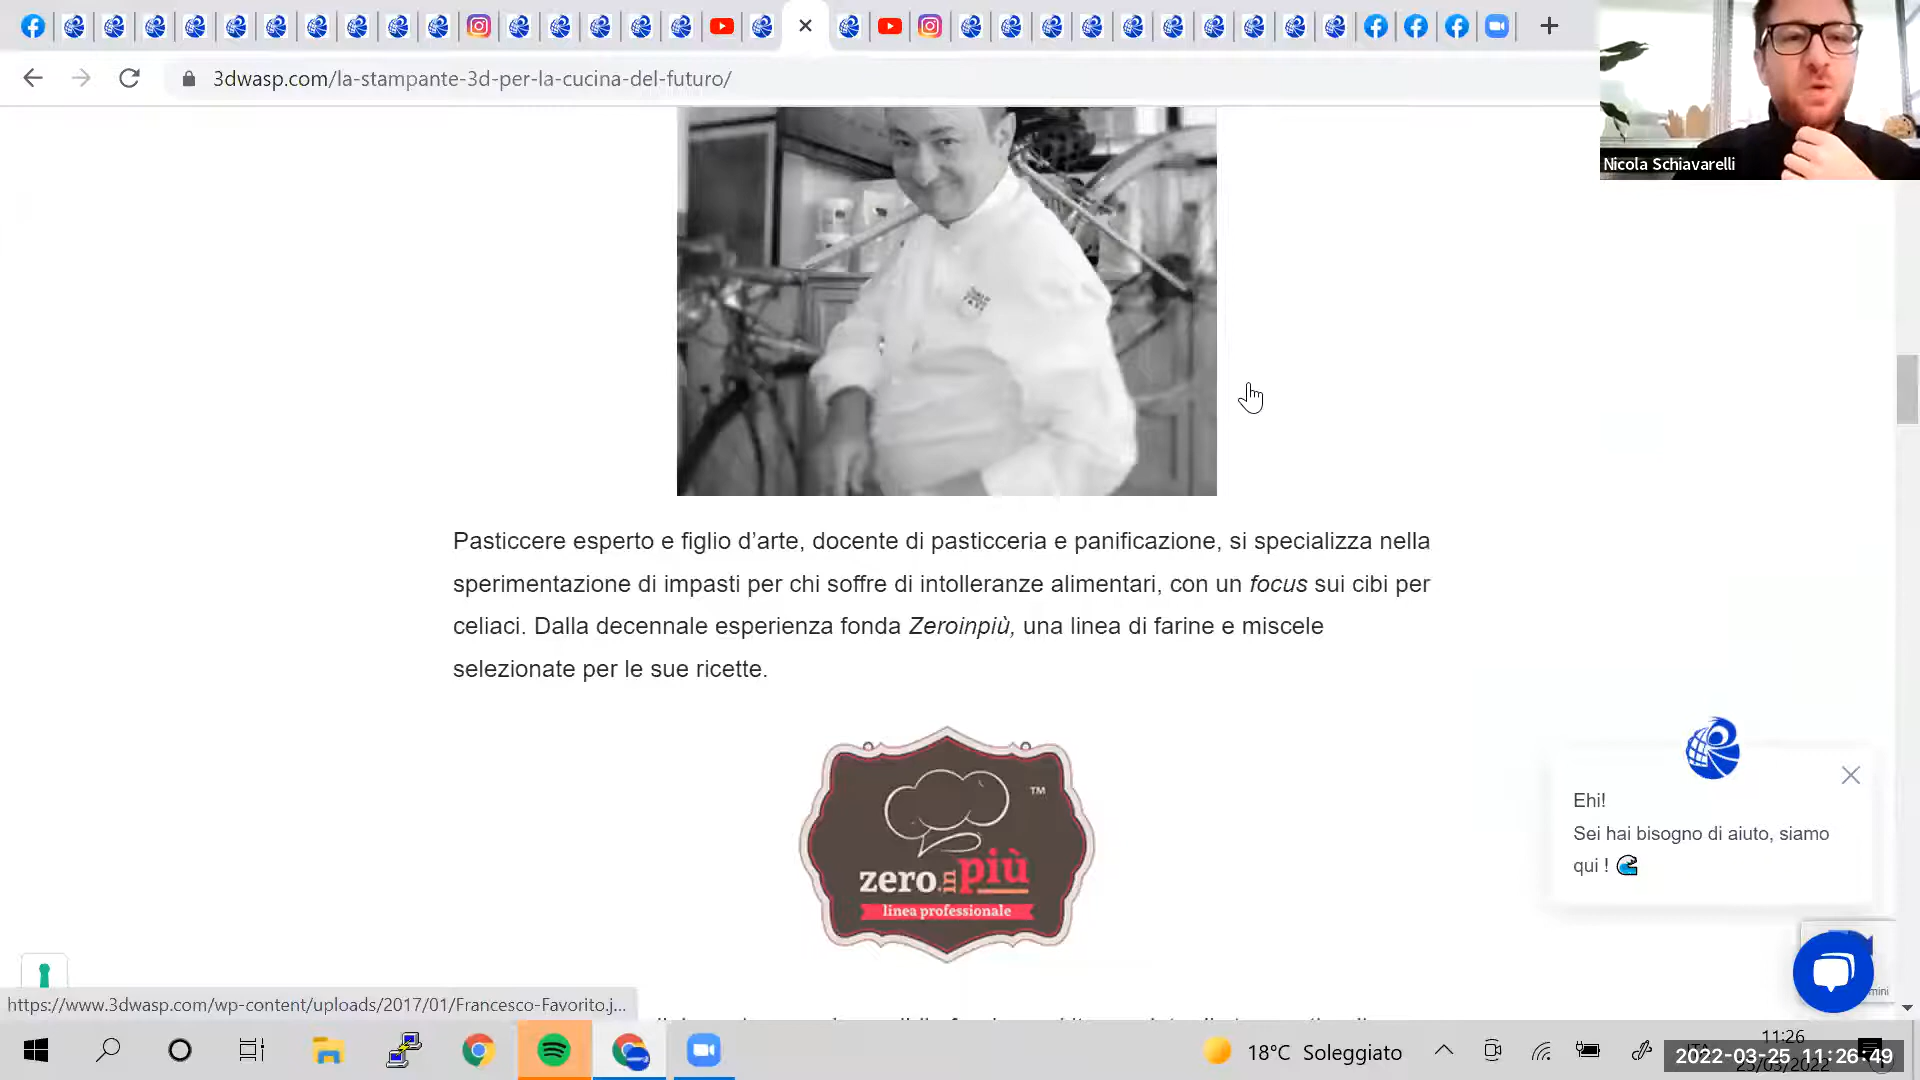 3dwasp.com/la-stampante-3d-per-la-cucina-del-futuro/
Nicola Schiavarelli
Pasticcere esperto e figlio d’arte, docente di pasticceria e panificazione, si specializza nella
sperimentazione di impasti per chi soffre di intolleranze alimentari, con un focus sui cibi per
celiaci. Dalla decennale esperienza fonda Zeroinpiù, una linea di farine e miscele
selezionate per le sue ricette.
TM
zero.in più
linea professionale
Ehi!
Sei hai bisogno di aiuto, siamo
qui !
https://www.3dwasp.com/wp-content/uploads/2017/01/Francesco-Favorito.j...
18°C Soleggiato
11:26
2022-03-25 11:26:49